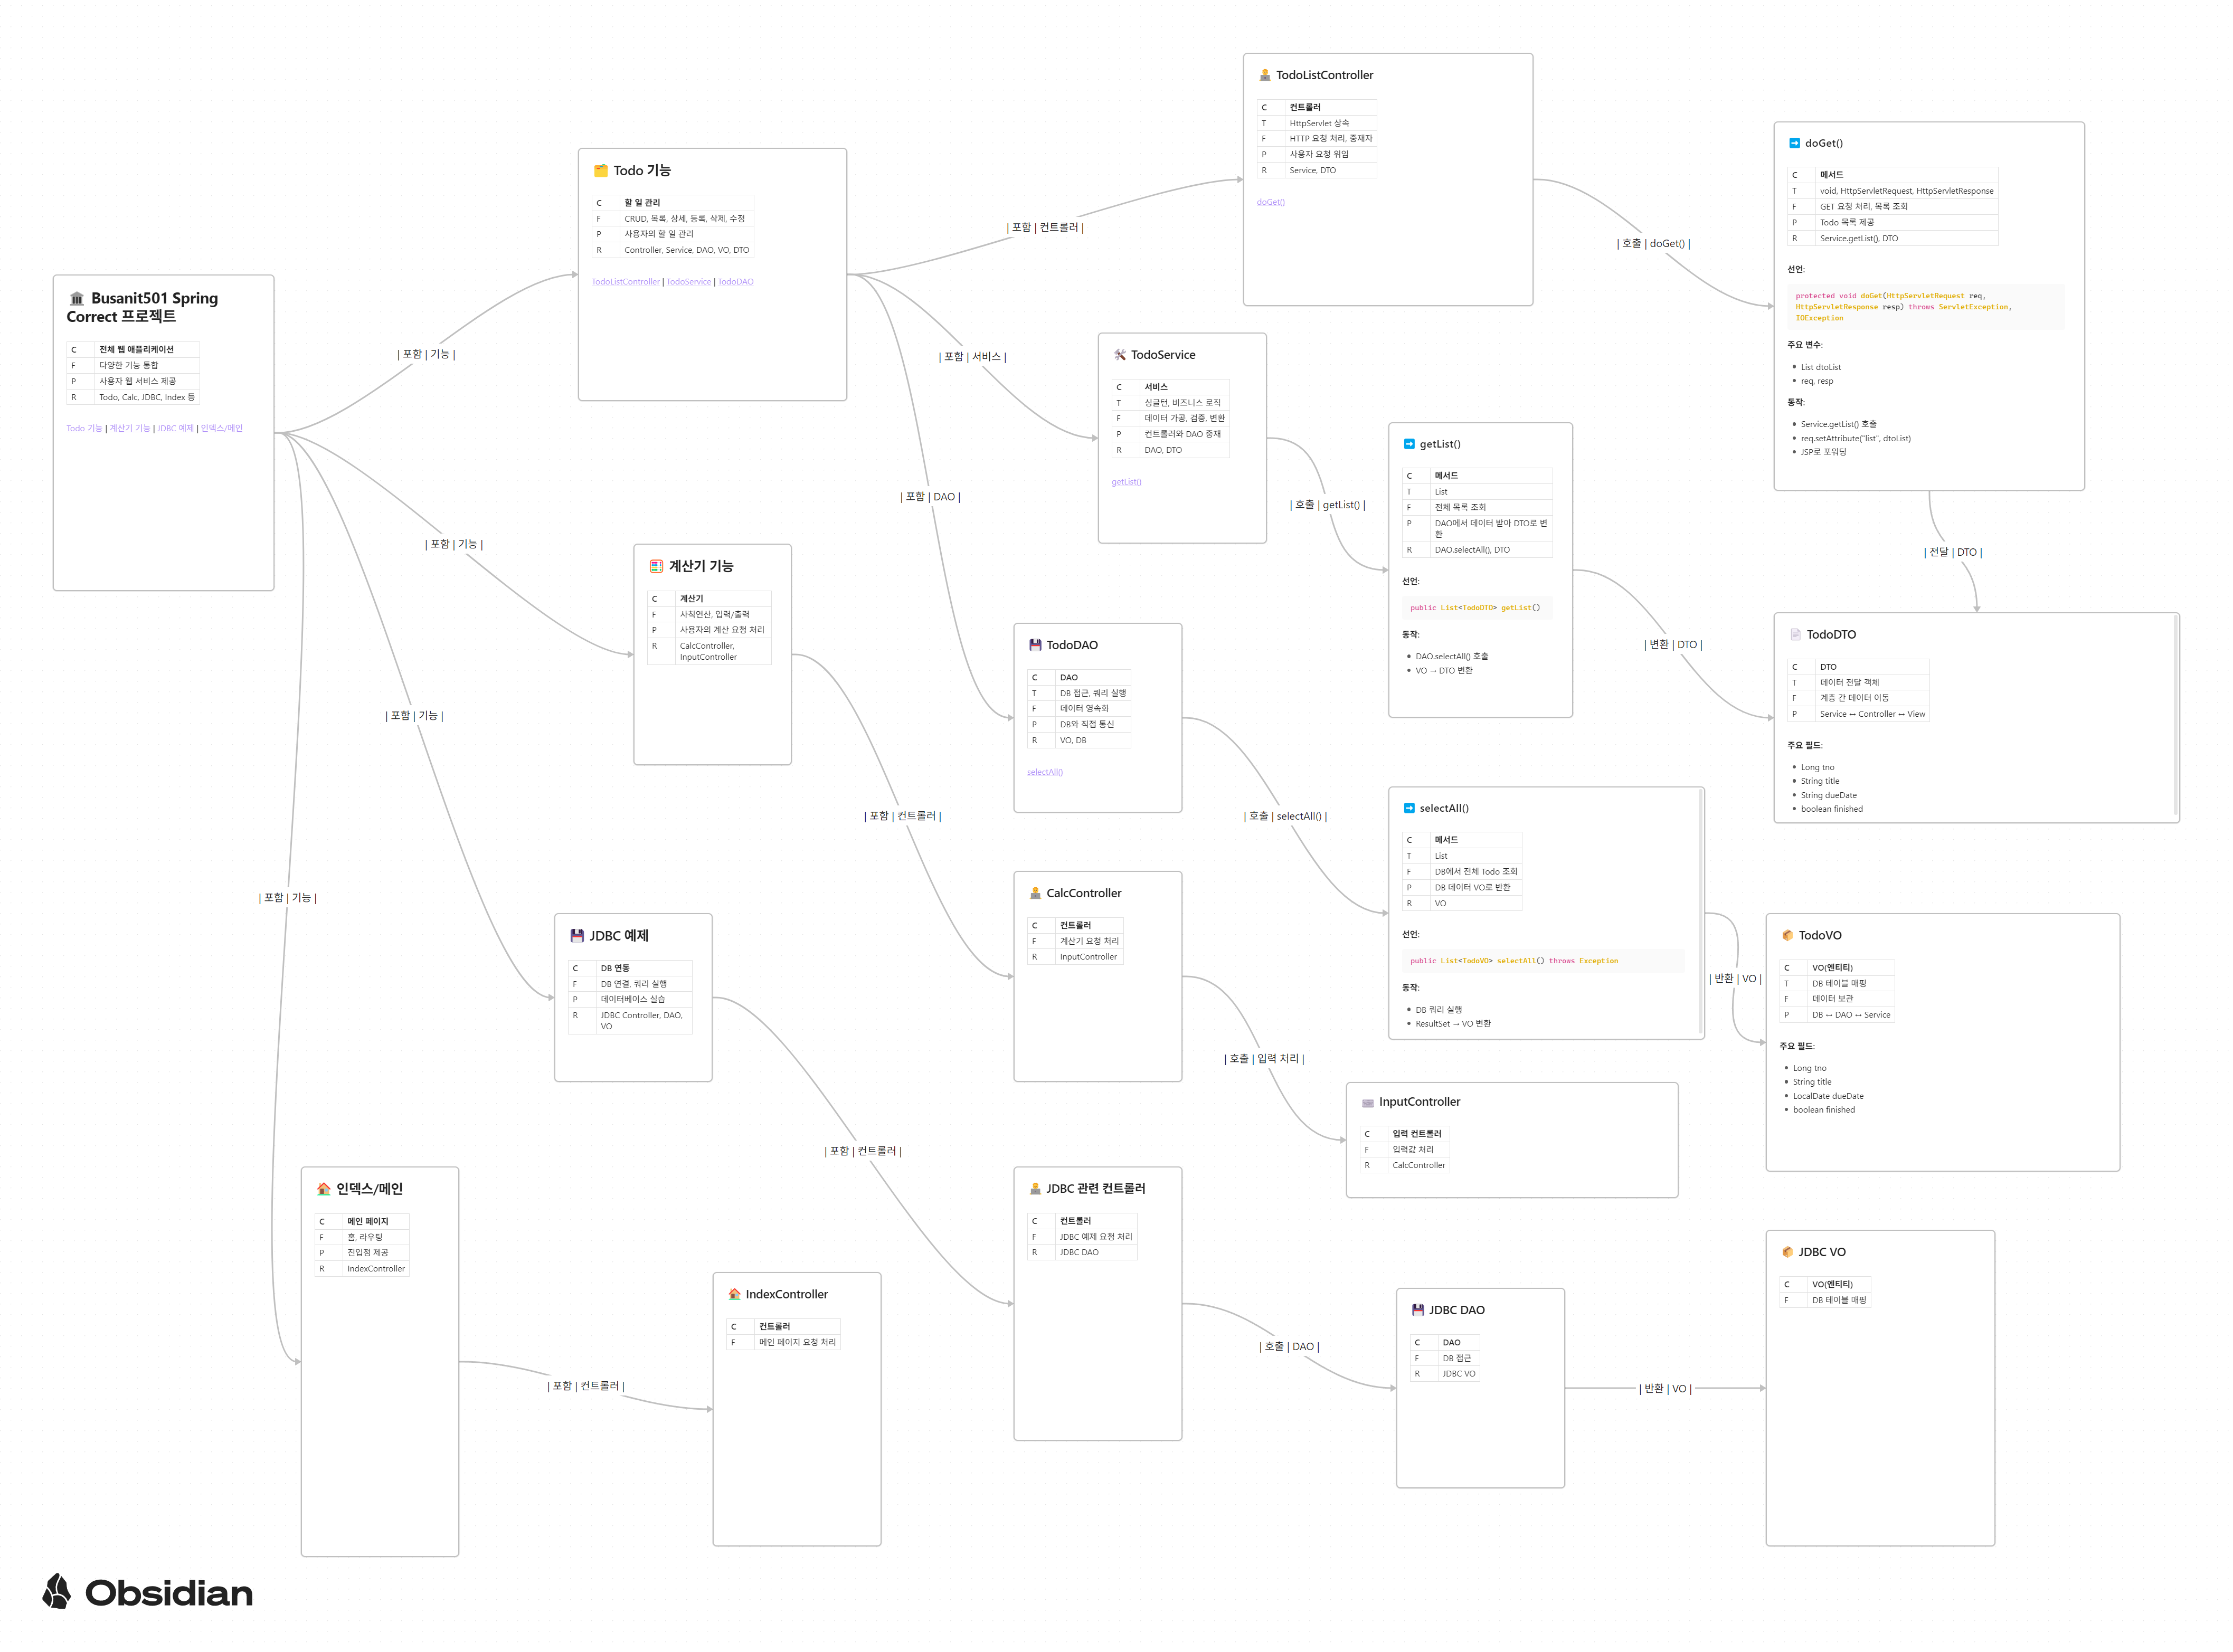 Busanit501 Spring
Correct 프로젝트
C 전체 웹 애플리케이션
F 다양한 기능 통합
P 사용자 웹 서비스 제공
R Todo, Calc, JDBC, Index 등
Todo 기능 | 계산기 기능 | JDBC 예제 | 인덱스/메인
| 포함 | 기능 |
| 포함 | 기능 |
| 포함 | 기능 |
| 포함 | 기능 |
Todo 기능
C 할 일 관리
F CRUD, 목록, 상세, 등록, 삭제, 수정
P 사용자의 할 일 관리
R Controller, Service, DAO, VO, DTO
TodoListController | TodoService | TodoDAO
| 포함 | 컨트롤러 |
| 포함 | 서비스 |
| 포함 | DAO |
계산기 기능
C 계산기
F 사칙연산, 입력/출력
P 사용자의 계산 요청 처리
R CalcController,
InputController
| 포함 | 컨트롤러 |
JDBC 예제
C DB 연동
F DB 연결, 쿼리 실행
P 데이터베이스 실습
R JDBC Controller, DAO,
VO
| 포함 | 컨트롤러 |
인덱스/메인
C 메인 페이지
F 홈, 라우팅
P 진입점 제공
R IndexController
| 포함 | 컨트롤러 |
IndexController
C 컨트롤러
F 메인 페이지 요청 처리
TodoListController
C 컨트롤러
T HttpServlet 상속
F HTTP 요청 처리, 중재자
P 사용자 요청 위임
R Service, DTO
doGet()
| 호출 | doGet() |
TodoService
C 서비스
T 싱글턴, 비즈니스 로직
F 데이터 가공, 검증, 변환
P 컨트롤러와 DAO 중재
R DAO, DTO
getList()
| 호출 | getList() |
TodoDAO
C DAO
T DB 접근, 쿼리 실행
F 데이터 영속화
P DB와 직접 통신
R VO, DB
selectAll()
| 호출 | selectAll() |
CalcController
C 컨트롤러
F 계산기 요청 처리
R InputController
| 호출 | 입력 처리 |
JDBC 관련 컨트롤러
C 컨트롤러
F JDBC 예제 요청 처리
R JDBC DAO
| 호출 | DAO |
doGet()
C 메서드
T void, HttpServletRequest, HttpServletResponse
F GET 요청 처리, 목록 조회
P Todo 목록 제공
R Service.getList(), DTO
선언:
protected void doGet(HttpServletRequest req,
HttpServletResponse resp) throws ServletException,
IOException
주요 변수:
• List dtoList
• req, resp
동작:
• Service.getList() 호출
• req.setAttribute("list", dtoList)
• JSP로 포워딩
| 전달 | DTO |
getList()
C 메서드
T List
F 전체 목록 조회
P DAO에서 데이터 받아 DTO로 변
환
R DAO.selectAll(), DTO
선언:
public List<TodoDTO> getList()
동작:
• DAO.selectAll() 호출
• VO → DTO 변환
| 변환 | DTO |
TodoDTO
C DTO
T 데이터 전달 객체
F 계층 간 데이터 이동
P Service ↔ Controller ↔ View
주요 필드:
• Long tno
• String title
• String dueDate
• boolean finished
selectAll()
C 메서드
T List
F DB에서 전체 Todo 조회
P DB 데이터 VO로 반환
R VO
선언:
public List<TodoVO> selectAll() throws Exception
동작:
• DB 쿼리 실행
• ResultSet → VO 변환
| 반환 | VO |
TodoVO
C VO(엔티티)
T DB 테이블 매핑
F 데이터 보관
P DB ↔ DAO ↔ Service
주요 필드:
• Long tno
• String title
• LocalDate dueDate
• boolean finished
InputController
C 입력 컨트롤러
F 입력값 처리
R CalcController
JDBC DAO
C DAO
F DB 접근
R JDBC VO
| 반환 | VO |
JDBC VO
C VO(엔티티)
F DB 테이블 매핑
Obsidian